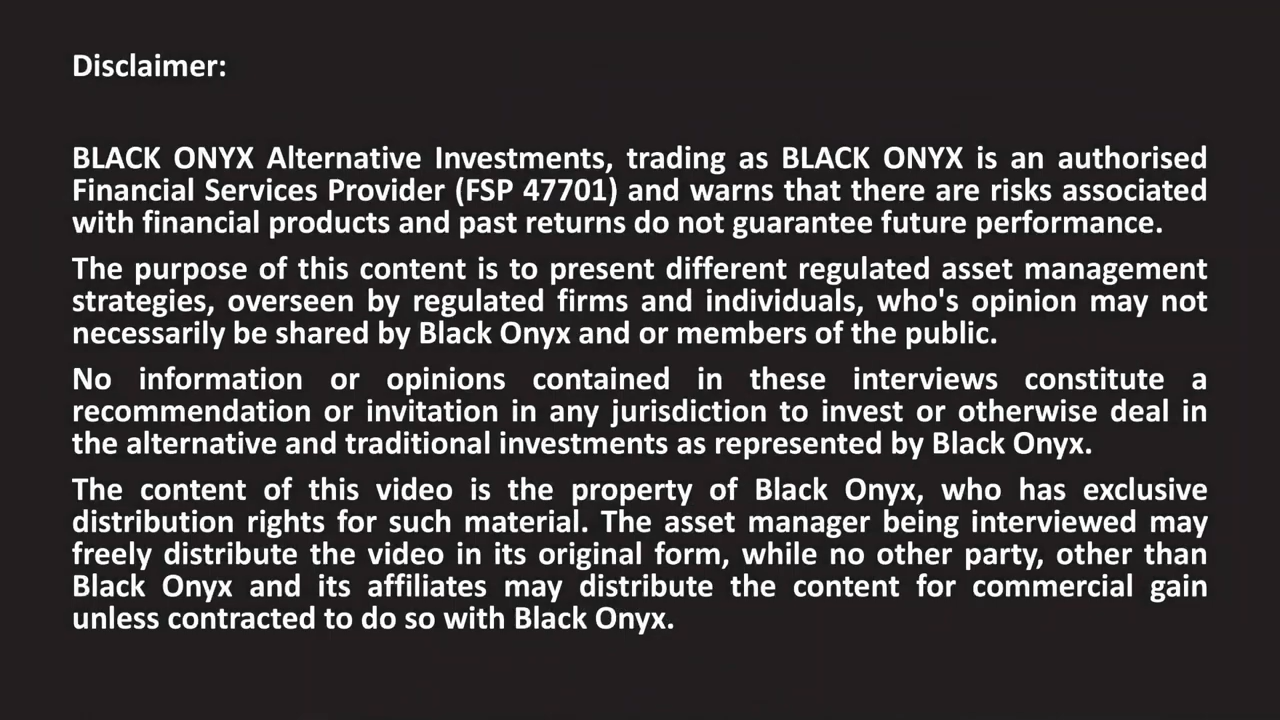 Disclaimer:
BLACK ONYX Alternative Investments, trading as BLACK ONYX is an authorised
Financial Services Provider (FSP 47701) and warns that there are risks associated
with financial products and past returns do not guarantee future performance.
The purpose of this content is to present different regulated asset management
strategies, overseen by regulated firms and individuals, who's opinion may not
necessarily be shared by Black Onyx and or members of the public.
No information or opinions contained in these interviews constitute a
recommendation or invitation in any jurisdiction to invest or otherwise deal in
the alternative and traditional investments as represented by Black Onyx.
The content of this video is the property of Black Onyx, who has exclusive
distribution rights for such material. The asset manager being interviewed may
freely distribute the video in its original form, while no other party, other than
Black Onyx and its affiliates may distribute the content for commercial gain
unless contracted to do so with Black Onyx.